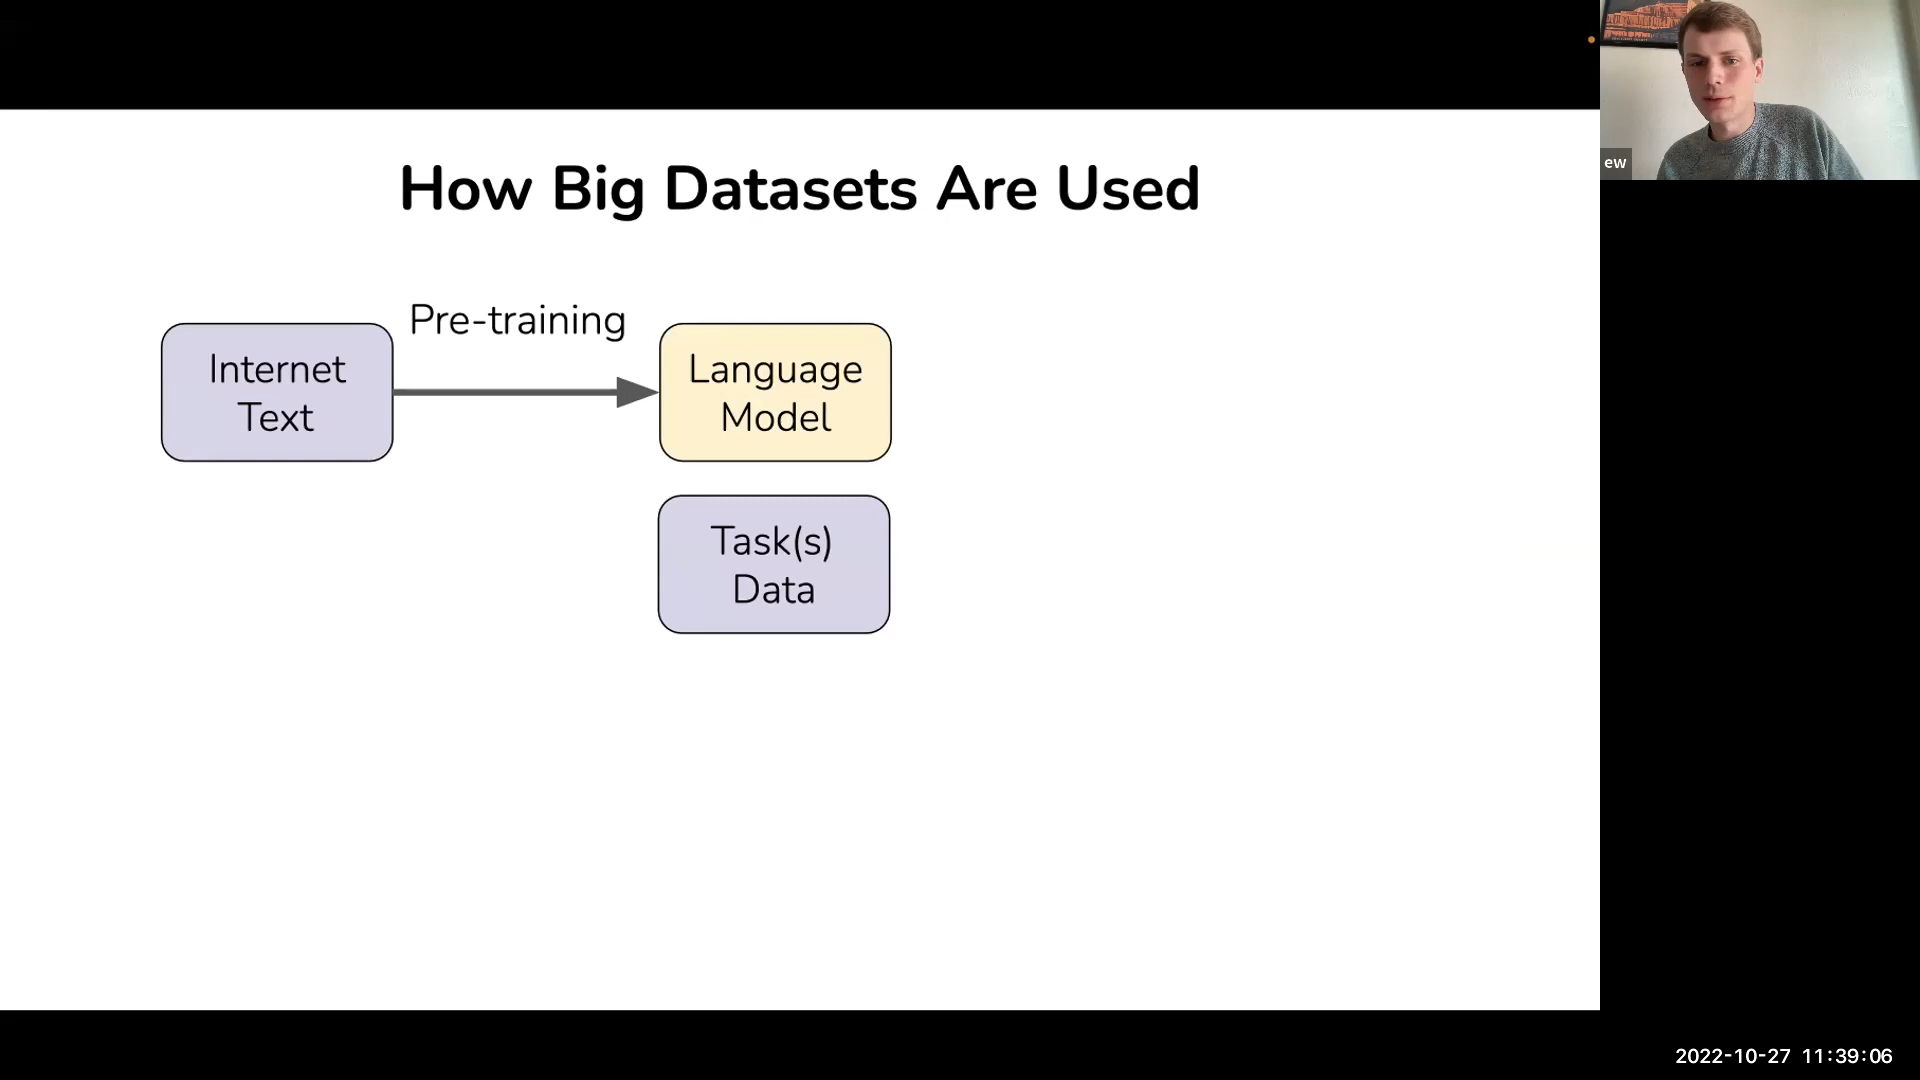 How Big Datasets Are Used
Pre-training
Internet
Text
Language
Model
Task(s)
Data
ew
2022-10-27 11:39:06